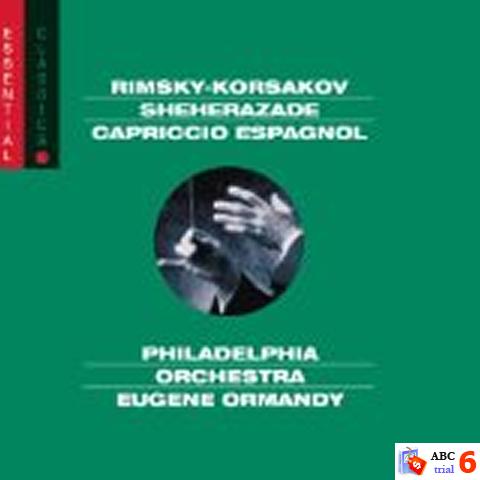 ESSENTIAL
CLASSICS
RIMSKY-KORSAKOV
SHEHERAZADE
CAPRICCIO ESPAGNOL
PHILADELPHIA
ORCHESTRA
EUGENE ORMANDY
ABC
trial 6